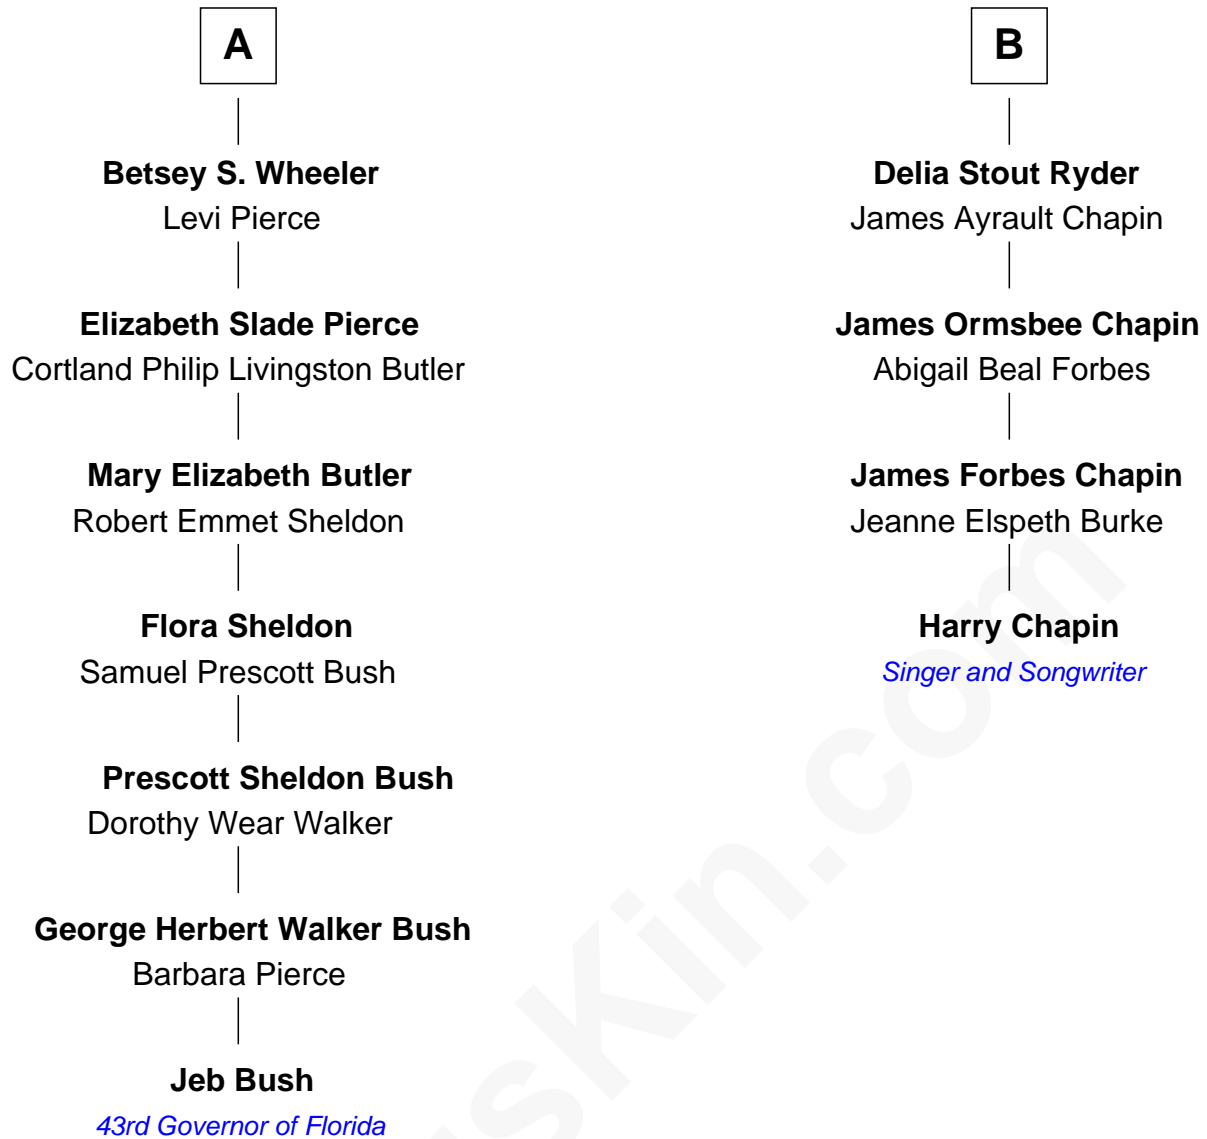 A
Betsey S. Wheeler
Levi Pierce
Elizabeth Slade Pierce
Cortland Philip Livingston Butler
Mary Elizabeth Butler
Robert Emmet Sheldon
Flora Sheldon
Samuel Prescott Bush
Prescott Sheldon Bush
Dorothy Wear Walker
George Herbert Walker Bush
Barbara Pierce
Jeb Bush
43rd Governor of Florida
B
Delia Stout Ryder
James Ayrault Chapin
James Ormsbee Chapin
Abigail Beal Forbes
James Forbes Chapin
Jeanne Elspeth Burke
Harry Chapin
Singer and Songwriter
isKin.com